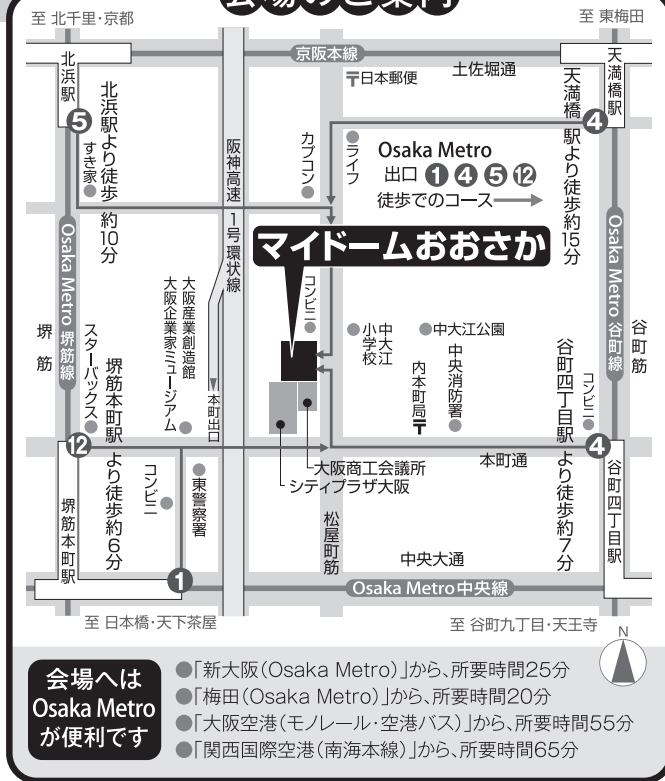 会場のご案内
至 北千里・京都
至 東梅田
京阪本線
土佐堀通
〒日本郵便
北浜駅
天満橋駅
5
4
北浜駅より徒歩約10分
すき家
阪神高速1号環状線
カプコン
ライフ
Osaka Metro
出口 1 4 5 12
徒歩でのコース
天満橋駅より徒歩約15分
マイドームおおさか
Osaka Metro 堺筋線
Osaka Metro 谷町線
堺筋
谷町筋
コンビニ
中大江小学校
中大江公園
中央消防署
内本町局
〒
大阪産業創造館
大阪企業家ミュージアム
本町出口
スターバックス
堺筋本町駅より徒歩約6分
谷町四丁目駅より徒歩約7分
コンビニ
12
4
本町通
大阪商工会議所
シティプラザ大阪
コンビニ
東警察署
松屋町筋
中央大通
堺筋本町駅
谷町四丁目駅
1
Osaka Metro中央線
至 日本橋・天下茶屋
至 谷町九丁目・天王寺
N
会場へは
Osaka Metro
が便利です
●「新大阪(Osaka Metro)」から、所要時間25分
●「梅田(Osaka Metro)」から、所要時間20分
●「大阪空港(モノレール・空港バス)」から、所要時間55分
●「関西国際空港(南海本線)」から、所要時間65分